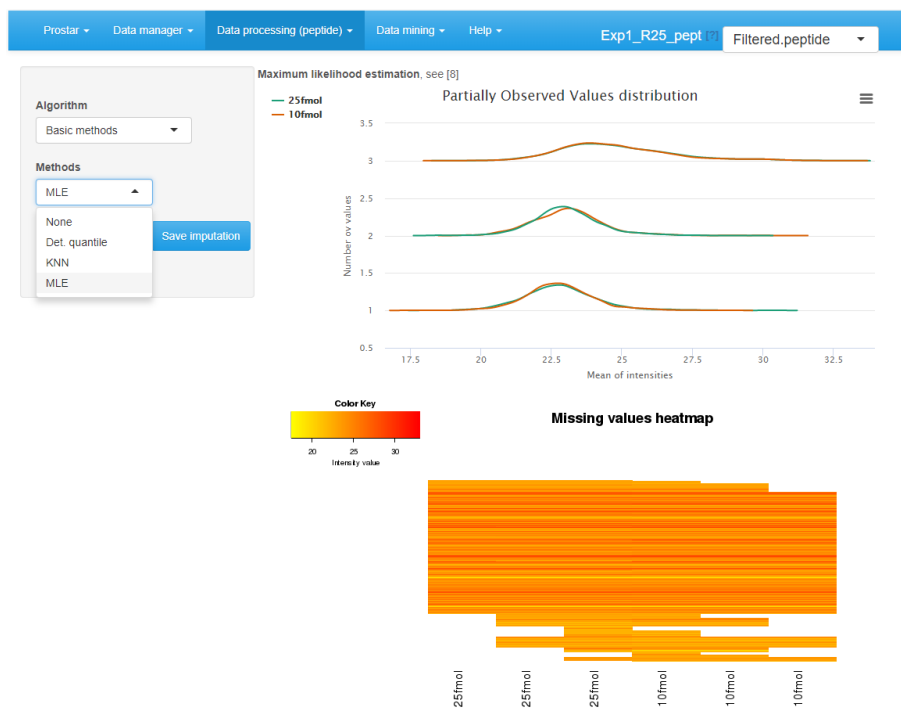 Prostar Data manager Data processing (peptide) Data mining Help Exp1_R25_pept [?] Filtered.peptide
Maximum likelihood estimation, see [8]
Algorithm
Basic methods
Methods
MLE
None
Det. quantile
KNN
MLE
Save imputation
25fmol
10fmol
Partially Observed Values distribution
Number ov values
3.5
3
2.5
2
1.5
1
0.5
17.5 20 22.5 25 27.5 30 32.5
Mean of intensities
Color Key
20 25 30
Intensity value
Missing values heatmap
25fmol
25fmol
25fmol
10fmol
10fmol
10fmol